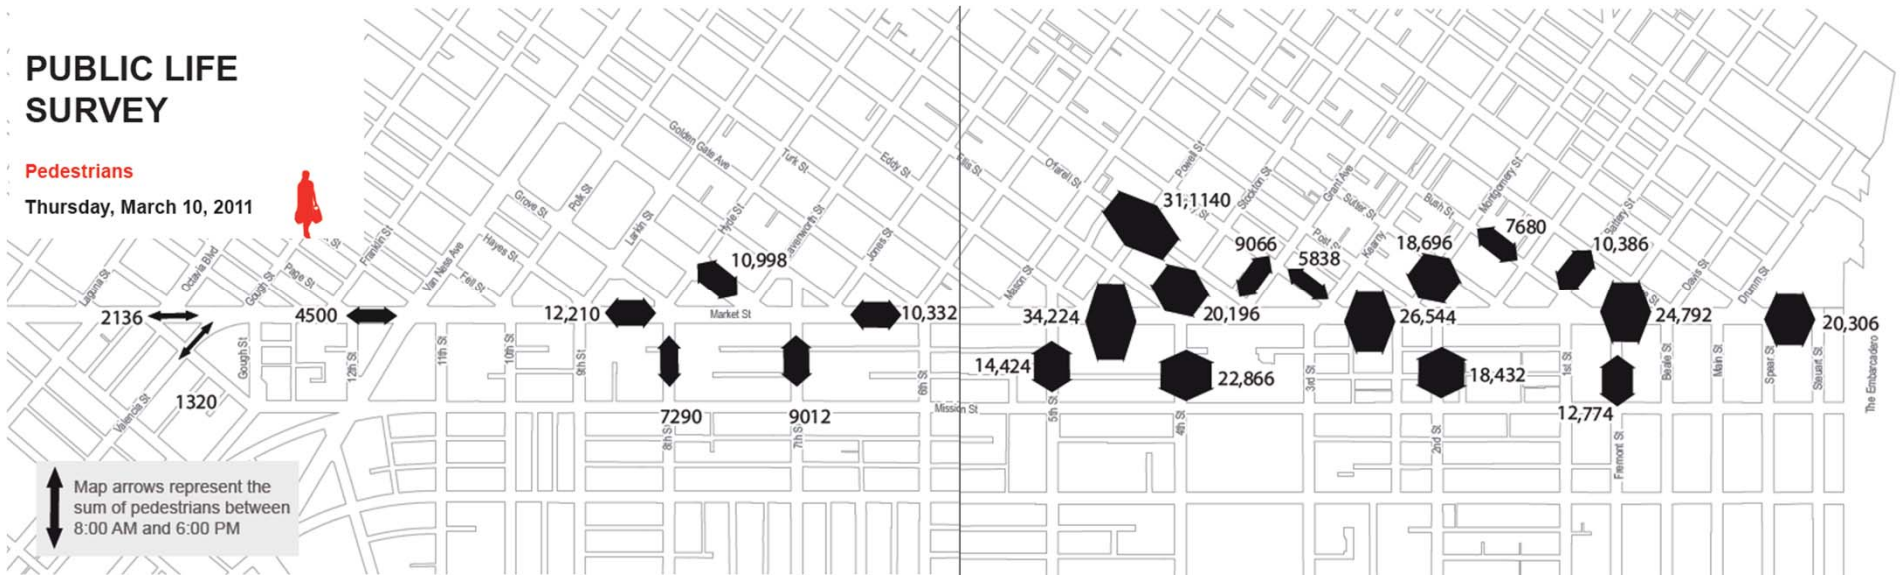 PUBLIC LIFE
SURVEY
Pedestrians
Thursday, March 10, 2011
Golden Gate Ave
Turk St
Eddy St
Ellis St
O'farell St
Powell St
Stockton St
Grant Ave
Suter St
Bush St
Montgomery St
Battery St
Grove St
Polk St
Larkin St
Hyde St
Leavenworth St
Jones St
Mason St
Post St
Kearny
Davis St
Drumm St
31,1140
7680
9066
18,696
10,386
5838
10,998
Laguna St
Octavia Blvd
Gough St
Page St
Franklin St
Van Ness Ave
Fell St
Hayes St
2136
4500
12,210
Market St
10,332
34,224
20,196
26,544
24,792
20,306
Gough St
12th St
11th St
10th St
9th St
6th St
14,424
22,866
18,432
3rd St
1st St
Beale St
Main St
Spear St
Steuart St
The Embarcadero
1320
Valencia St
7290
9012
Mission St
12,774
8th St
7th St
5th St
4th St
2nd St
Fremont St
Map arrows represent the
sum of pedestrians between
8:00 AM and 6:00 PM